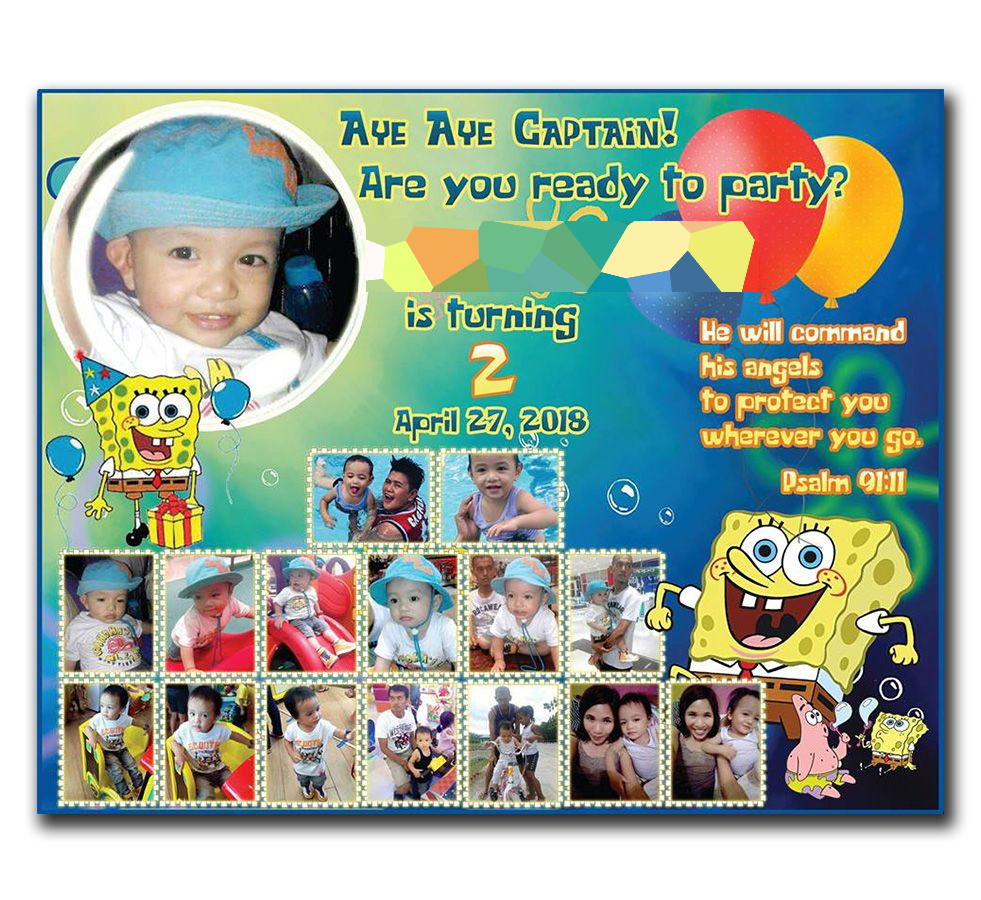 Aye Aye Captain!
Are you ready to party?
is turning
2
April 27, 2018
He will command
his angels
to protect you
wherever you go.
Psalm 91:11